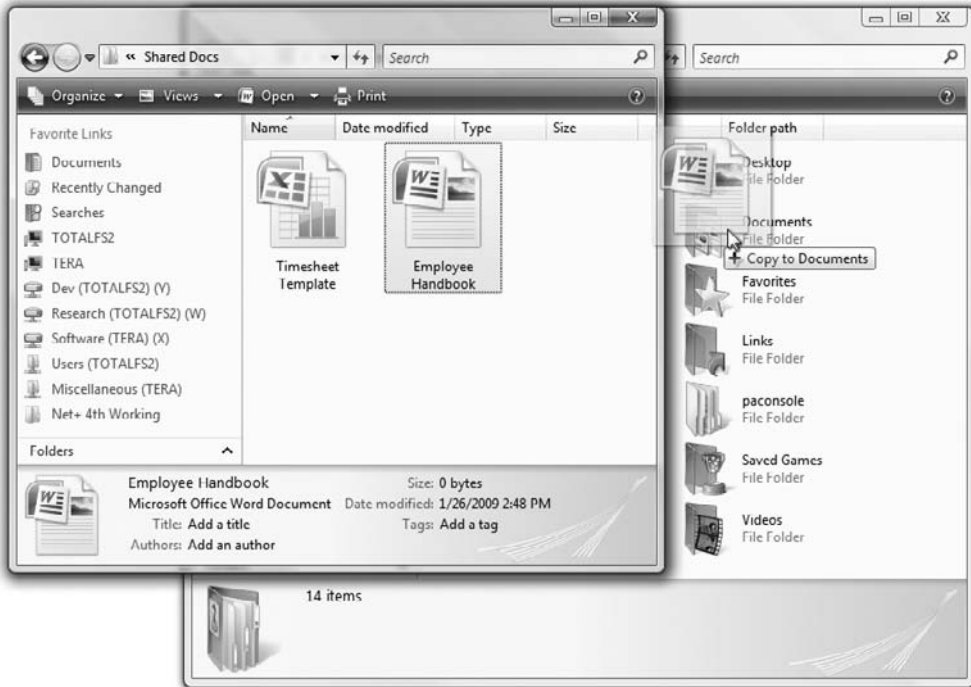 « Shared Docs
Search
Search
Organize
Views
Open
Print
Favorite Links
Documents
Recently Changed
Searches
TOTALFS2
TERA
Dev (TOTALFS2) (Y)
Research (TOTALFS2) (W)
Software (TERA) (X)
Users (TOTALFS2)
Miscellaneous (TERA)
Net+ 4th Working
Folders
Name Date modified Type Size
Timesheet
Template
Employee
Handbook
Folder path
Desktop
File Folder
Documents
File Folder
+ Copy to Documents
Favorites
File Folder
Links
File Folder
paconsole
File Folder
Saved Games
File Folder
Videos
File Folder
Employee Handbook Size: 0 bytes
Microsoft Office Word Document Date modified: 1/26/2009 2:48 PM
Title: Add a title Tags: Add a tag
Authors: Add an author
14 items